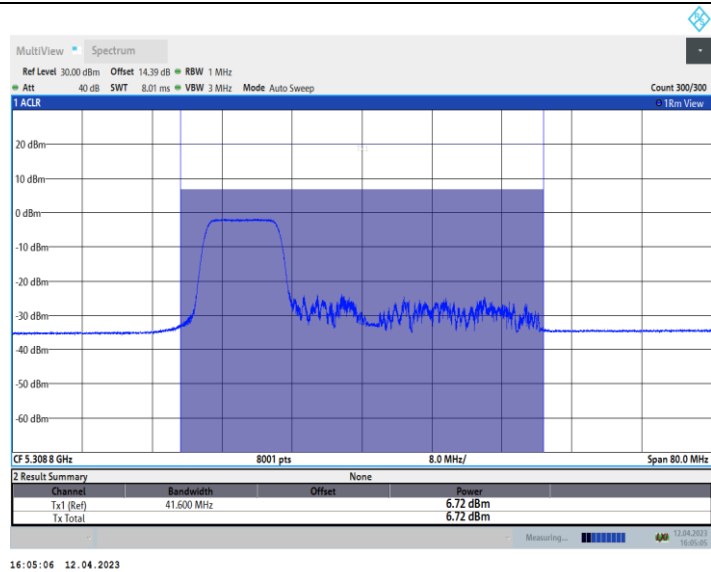 MultiView Spectrum
Ref Level 30.00 dBm Offset 14.39 dB RBW 1 MHz
Att 40 dB SWT 8.01 ms VBW 3 MHz Mode Auto Sweep Count 300/300
1 ACLR 1Rm View
20 dBm
10 dBm
0 dBm
-10 dBm
-20 dBm
-30 dBm
-40 dBm
-50 dBm
-60 dBm
CF 5.3088 GHz 8001 pts 8.0 MHz/ Span 80.0 MHz
2 Result Summary None
Channel Bandwidth Offset Power
Tx1 (Ref) 41.600 MHz 6.72 dBm
Tx Total 6.72 dBm
Measuring... 12.04.2023
16:05:05
16:05:06 12.04.2023